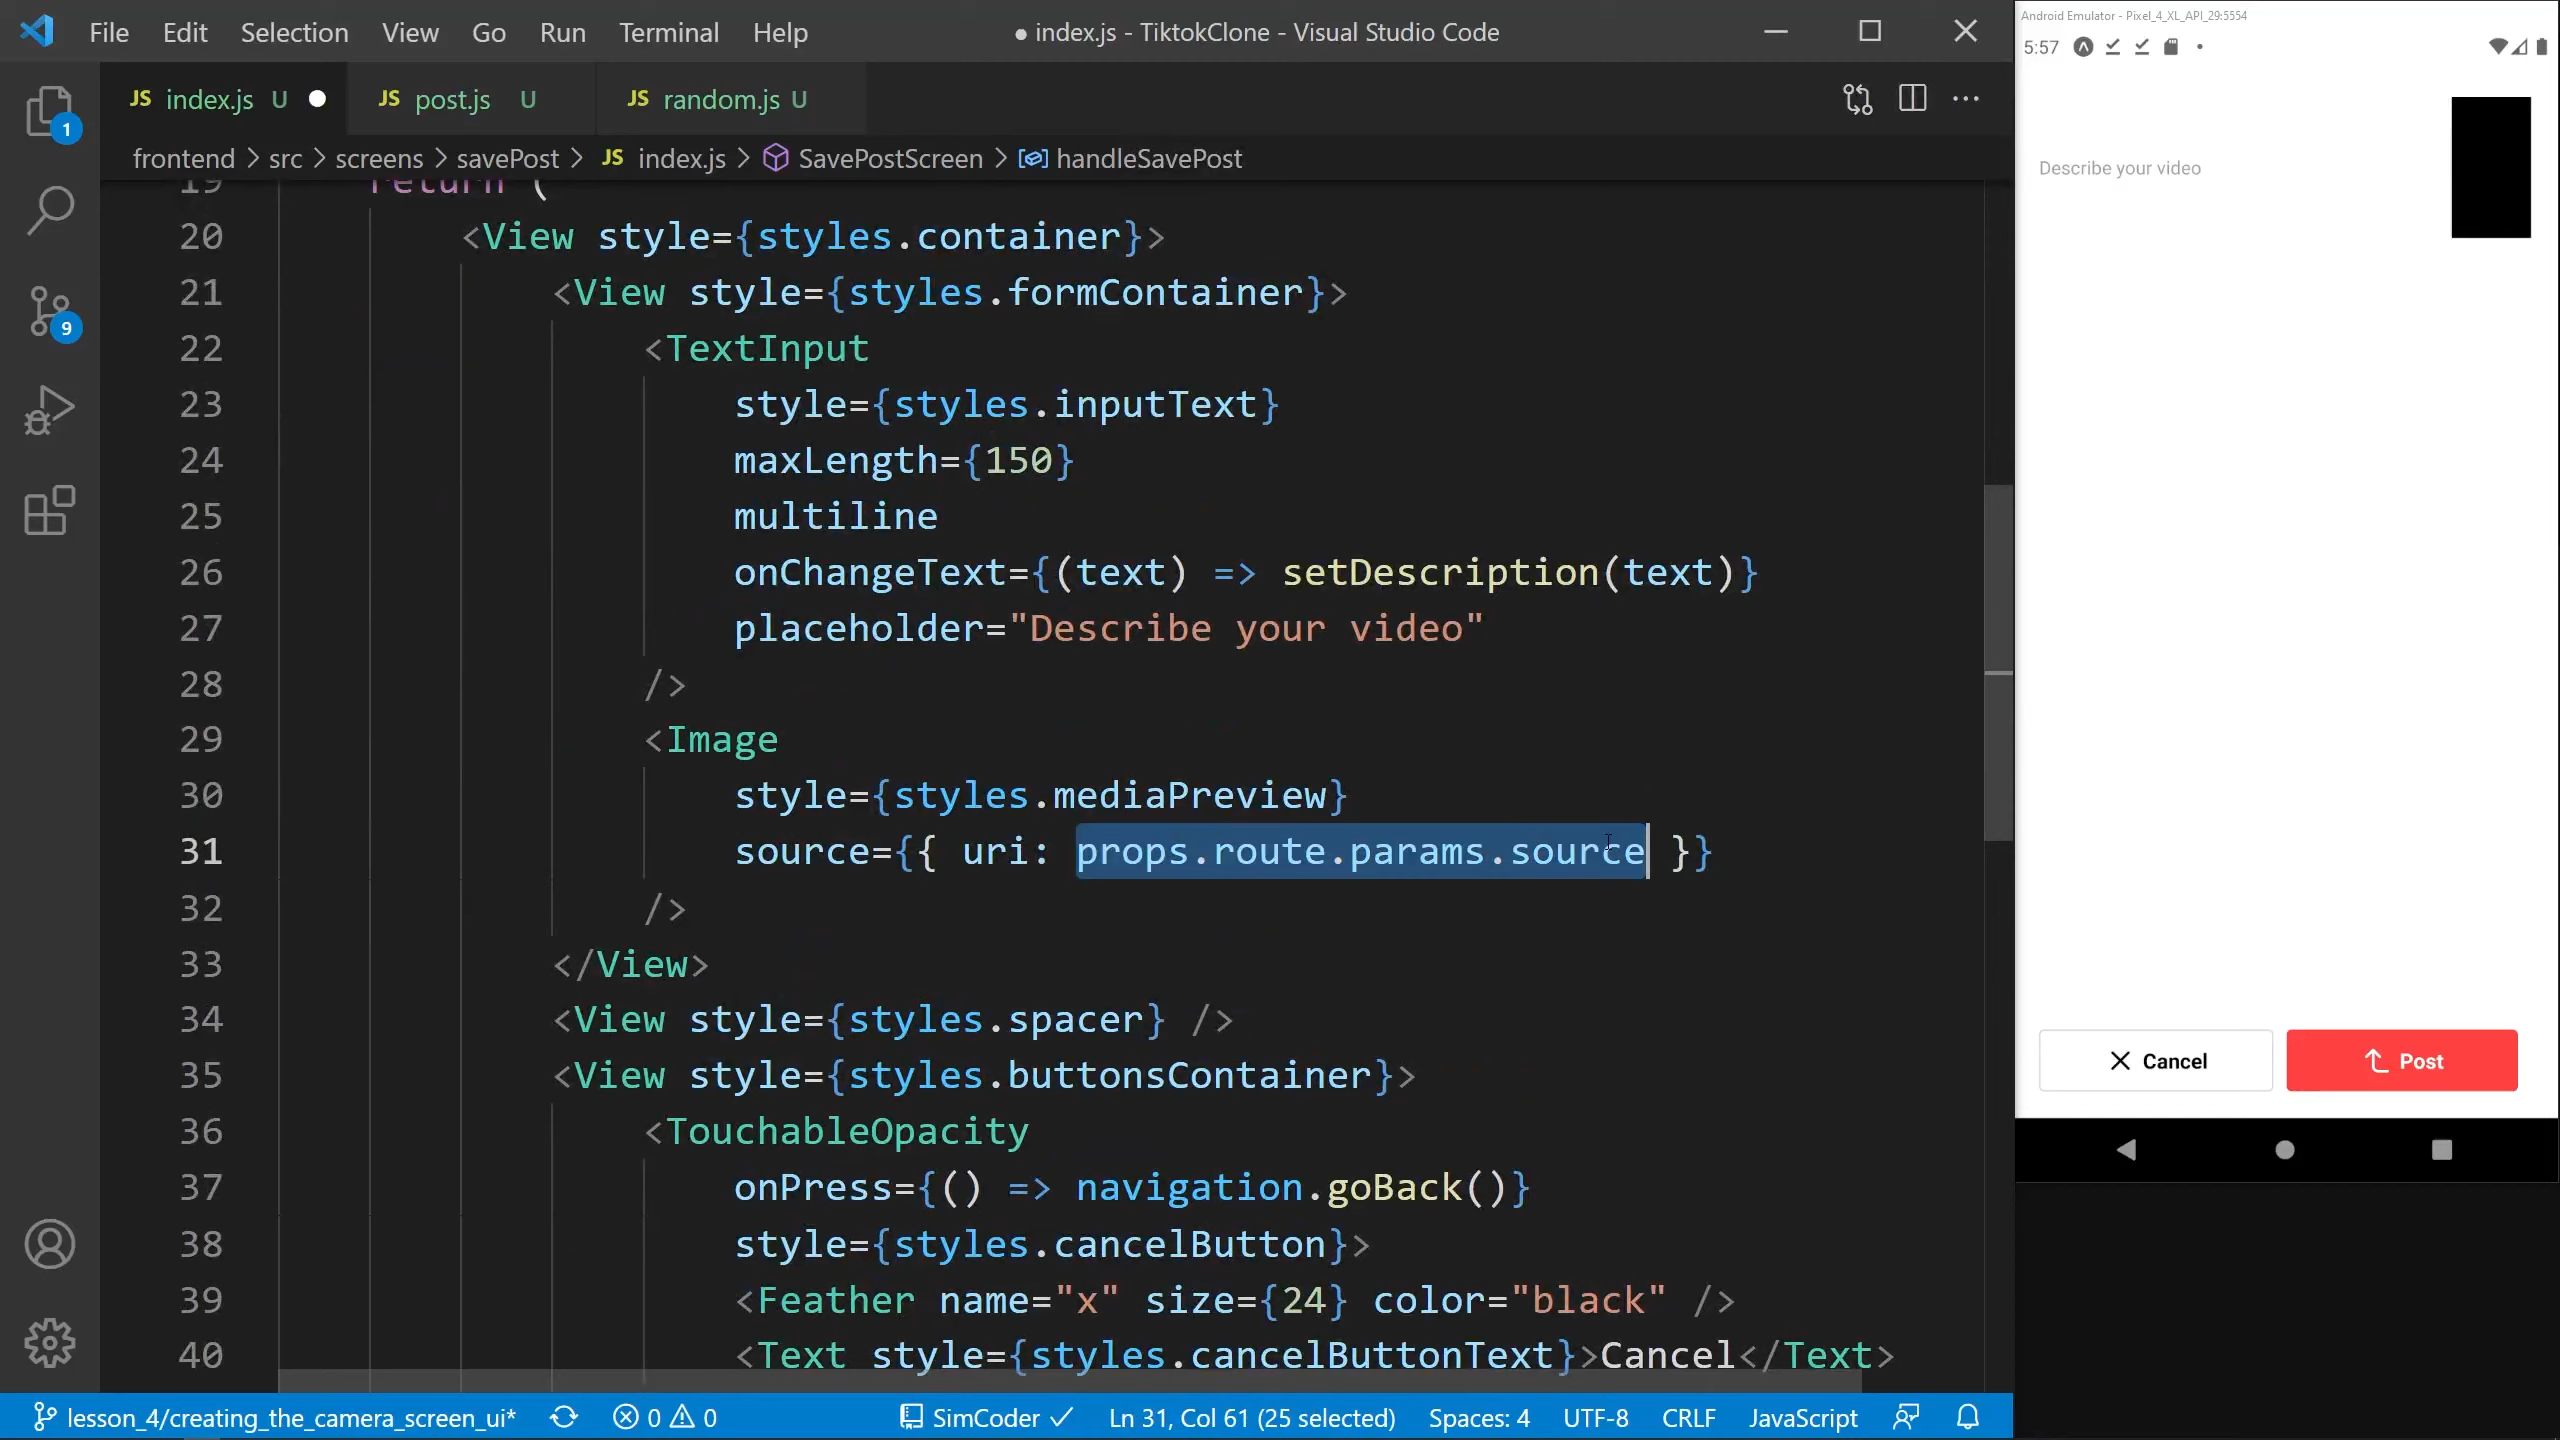 File Edit Selection View Go Run Terminal Help
● index.js - TiktokClone - Visual Studio Code
JS index.js U ● JS post.js U JS random.js U
frontend > src > screens > savePost > JS index.js > SavePostScreen > handleSavePost
19 return (
20 <View style={styles.container}>
21 <View style={styles.formContainer}>
22 <TextInput
23 style={styles.inputText}
24 maxLength={150}
25 multiline
26 onChangeText={(text) => setDescription(text)}
27 placeholder="Describe your video"
28 />
29 <Image
30 style={styles.mediaPreview}
31 source={{ uri: props.route.params.source }}
32 />
33 </View>
34 <View style={styles.spacer} />
35 <View style={styles.buttonsContainer}>
36 <TouchableOpacity
37 onPress={() => navigation.goBack()}
38 style={styles.cancelButton}>
39 <Feather name="x" size={24} color="black" />
40 <Text style={styles.cancelButtonText}>Cancel</Text>
1
9
lesson_4/creating_the_camera_screen_ui* 0 0 SimCoder Ln 31, Col 61 (25 selected) Spaces: 4 UTF-8 CRLF JavaScript
Android Emulator - Pixel_4_XL_API_29:5554
5:57
Describe your video
Cancel
Post